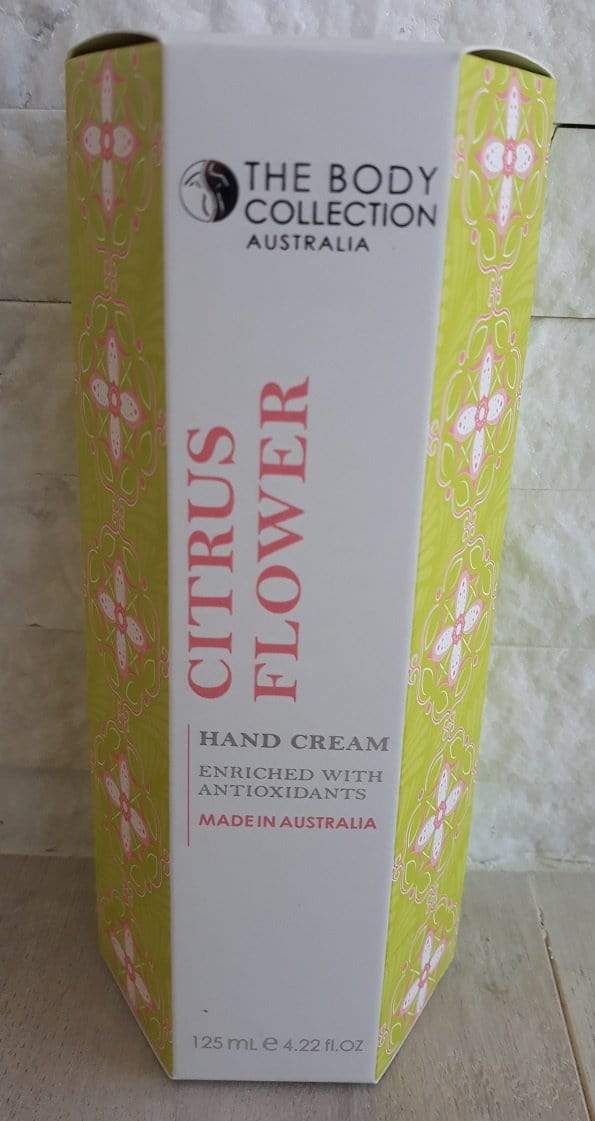 THE BODY
COLLECTION
AUSTRALIA
CITRUS
FLOWER
HAND CREAM
ENRICHED WITH
ANTIOXIDANTS
MADE IN AUSTRALIA
125 mL e 4.22 fl.oz